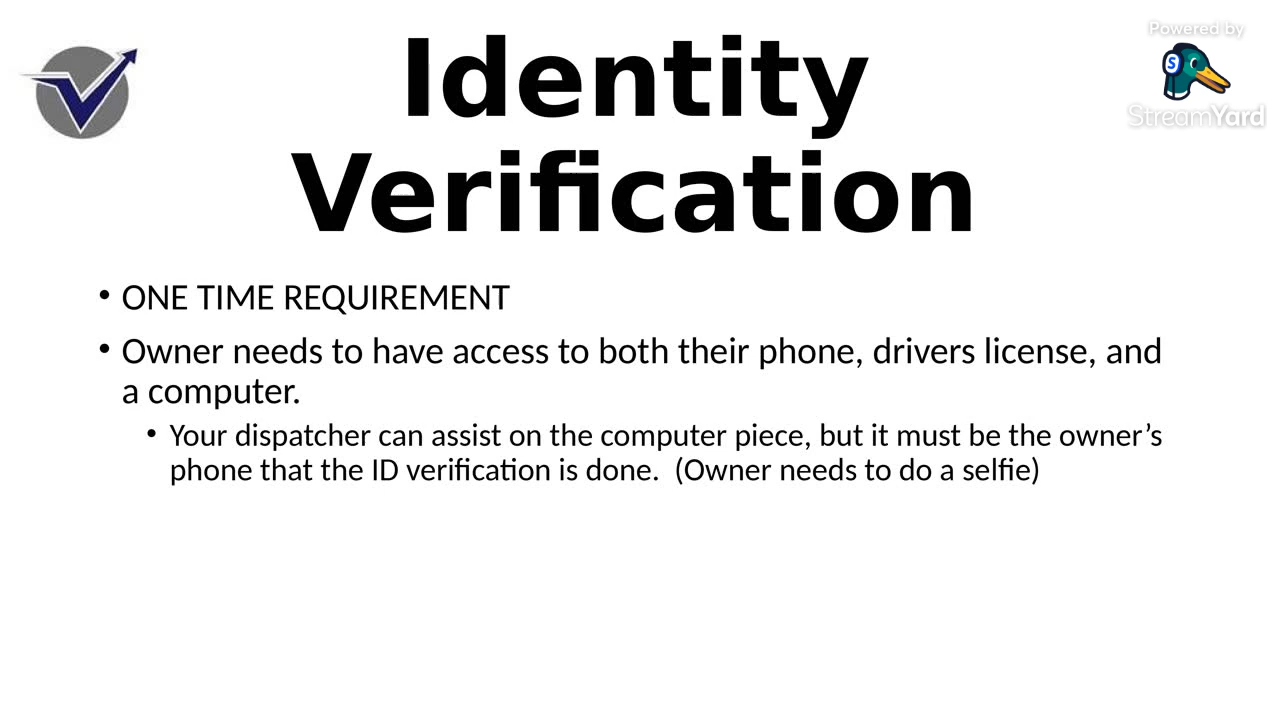 Powered by
Identity
StreamYard
Verification
• ONE TIME REQUIREMENT
• Owner needs to have access to both their phone, drivers license, and
a computer.
• Your dispatcher can assist on the computer piece, but it must be the owner’s
phone that the ID verification is done.  (Owner needs to do a selfie)